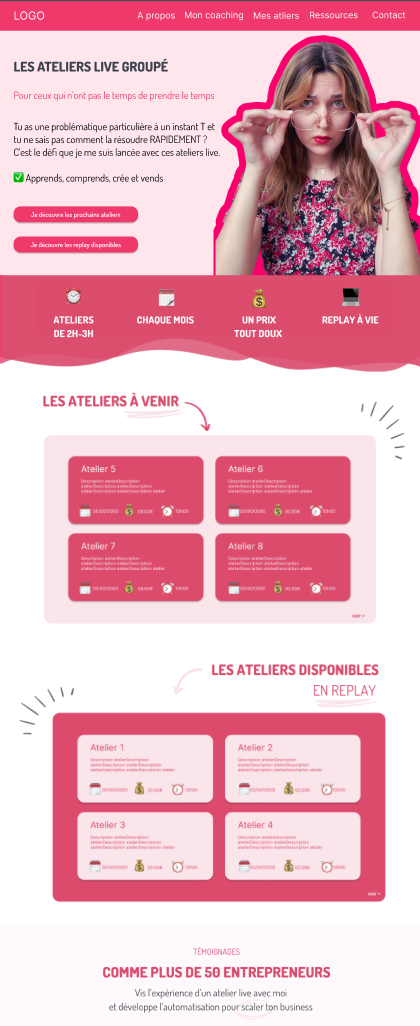 LOGO
A propos Mon coaching Mes atliers Ressources Contact
LES ATELIERS LIVE GROUPÉ
Pour ceux qui n'ont pas le temps de prendre le temps
Tu as une problématique particulière à un instant T et
tu ne sais pas comment la résoudre RAPIDEMENT ?
C'est le défi que je me suis lancée avec ces ateliers live.
✅ Apprends, comprends, crée et vends
Je découvre les prochains ateliers
Je découvre les replay disponibles
ATELIERS
DE 2H-3H
CHAQUE MOIS
UN PRIX
TOUT DOUX
REPLAY À VIE
LES ATELIERS À VENIR
Atelier 5
Description atelierDescription
atelierDescription atelierDescription
atelierDescription atelierDescription atelier
00/00/0000 00.00€ 10h00
Atelier 6
Description atelierDescription
atelierDescription atelierDescription
atelierDescription atelierDescription atelier
00/00/0000 00.00€ 10h00
Atelier 7
Description atelierDescription
atelierDescription atelierDescription
atelierDescription atelierDescription atelier
00/00/0000 00.00€ 10h00
Atelier 8
Description atelierDescription
atelierDescription atelierDescription
atelierDescription atelierDescription atelier
00/00/0000 00.00€ 10h00
voir +
LES ATELIERS DISPONIBLES
EN REPLAY
Atelier 1
Description atelierDescription
atelierDescription atelierDescription
atelierDescription atelierDescription atelier
00/00/0000 00.00€ 10h00
Atelier 2
Description atelierDescription
atelierDescription atelierDescription
atelierDescription atelierDescription atelier
00/00/0000 00.00€ 10h00
Atelier 3
Description atelierDescription
atelierDescription atelierDescription
atelierDescription atelierDescription atelier
00/00/0000 00.00€ 10h00
Atelier 4
Description atelierDescription
atelierDescription atelierDescription
atelierDescription atelierDescription atelier
00/00/0000 00.00€ 10h00
voir +
TÉMOIGNAGES
COMME PLUS DE 50 ENTREPRENEURS
Vis l'expérience d'un atelier live avec moi
et développe l'automatisation pour scaler ton business